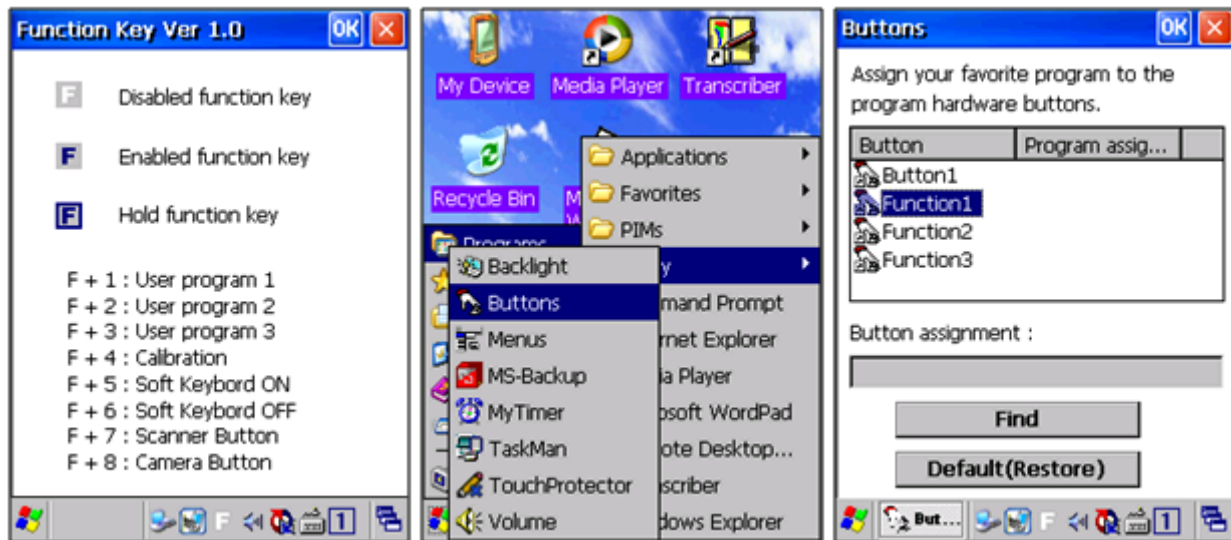 Function Key Ver 1.0
OK
F
Disabled function key
F
Enabled function key
F
Hold function key
F + 1 : User program 1
F + 2 : User program 2
F + 3 : User program 3
F + 4 : Calibration
F + 5 : Soft Keybord ON
F + 6 : Soft Keybord OFF
F + 7 : Scanner Button
F + 8 : Camera Button
F
1
My Device
Media Player
Transcriber
Recycle Bin
Applications
Favorites
PIMs
Programs
Backlight
Buttons
Menus
MS-Backup
MyTimer
TaskMan
TouchProtector
Volume
y
mand Prompt
rnet Explorer
ia Player
osoft WordPad
ote Desktop...
scriber
dows Explorer
Buttons
OK
Assign your favorite program to the
program hardware buttons.
Button
Program assig...
Button1
Function1
Function2
Function3
Button assignment :
Find
Default(Restore)
But...
F
1